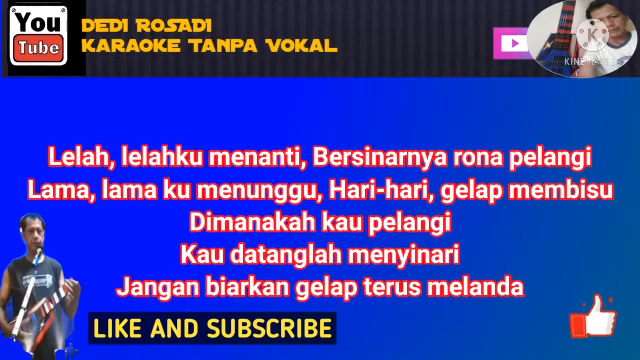 You
Tube
DEDI ROSADI
KARAOKE TANPA VOKAL
KINEMAS
Lelah, lelahku menanti, Bersinarnya rona pelangi
Lama, lama ku menunggu, Hari-hari, gelap membisu
Dimanakah kau pelangi
Kau datanglah menyinari
Jangan biarkan gelap terus melanda
LIKE AND SUBSCRIBE